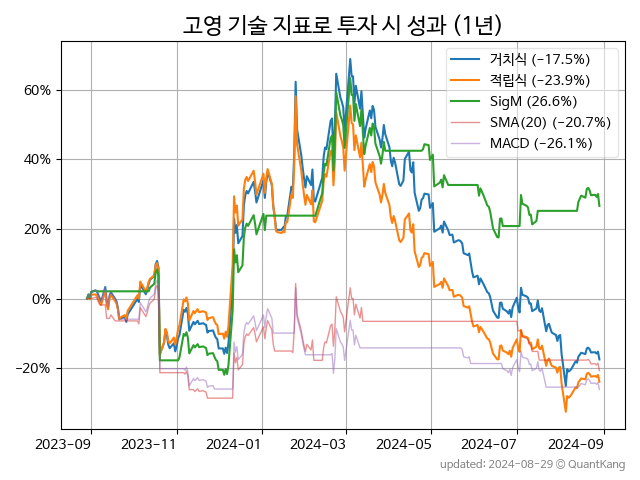 고영 기술 지표로 투자 시 성과 (1년)
거치식 (−17.5%)
적립식 (−23.9%)
SigM (26.6%)
SMA(20) (−20.7%)
MACD (−26.1%)
60%
40%
20%
0%
−20%
2023-09 2023-11 2024-01 2024-03 2024-05 2024-07 2024-09
updated: 2024-08-29 © QuantKang